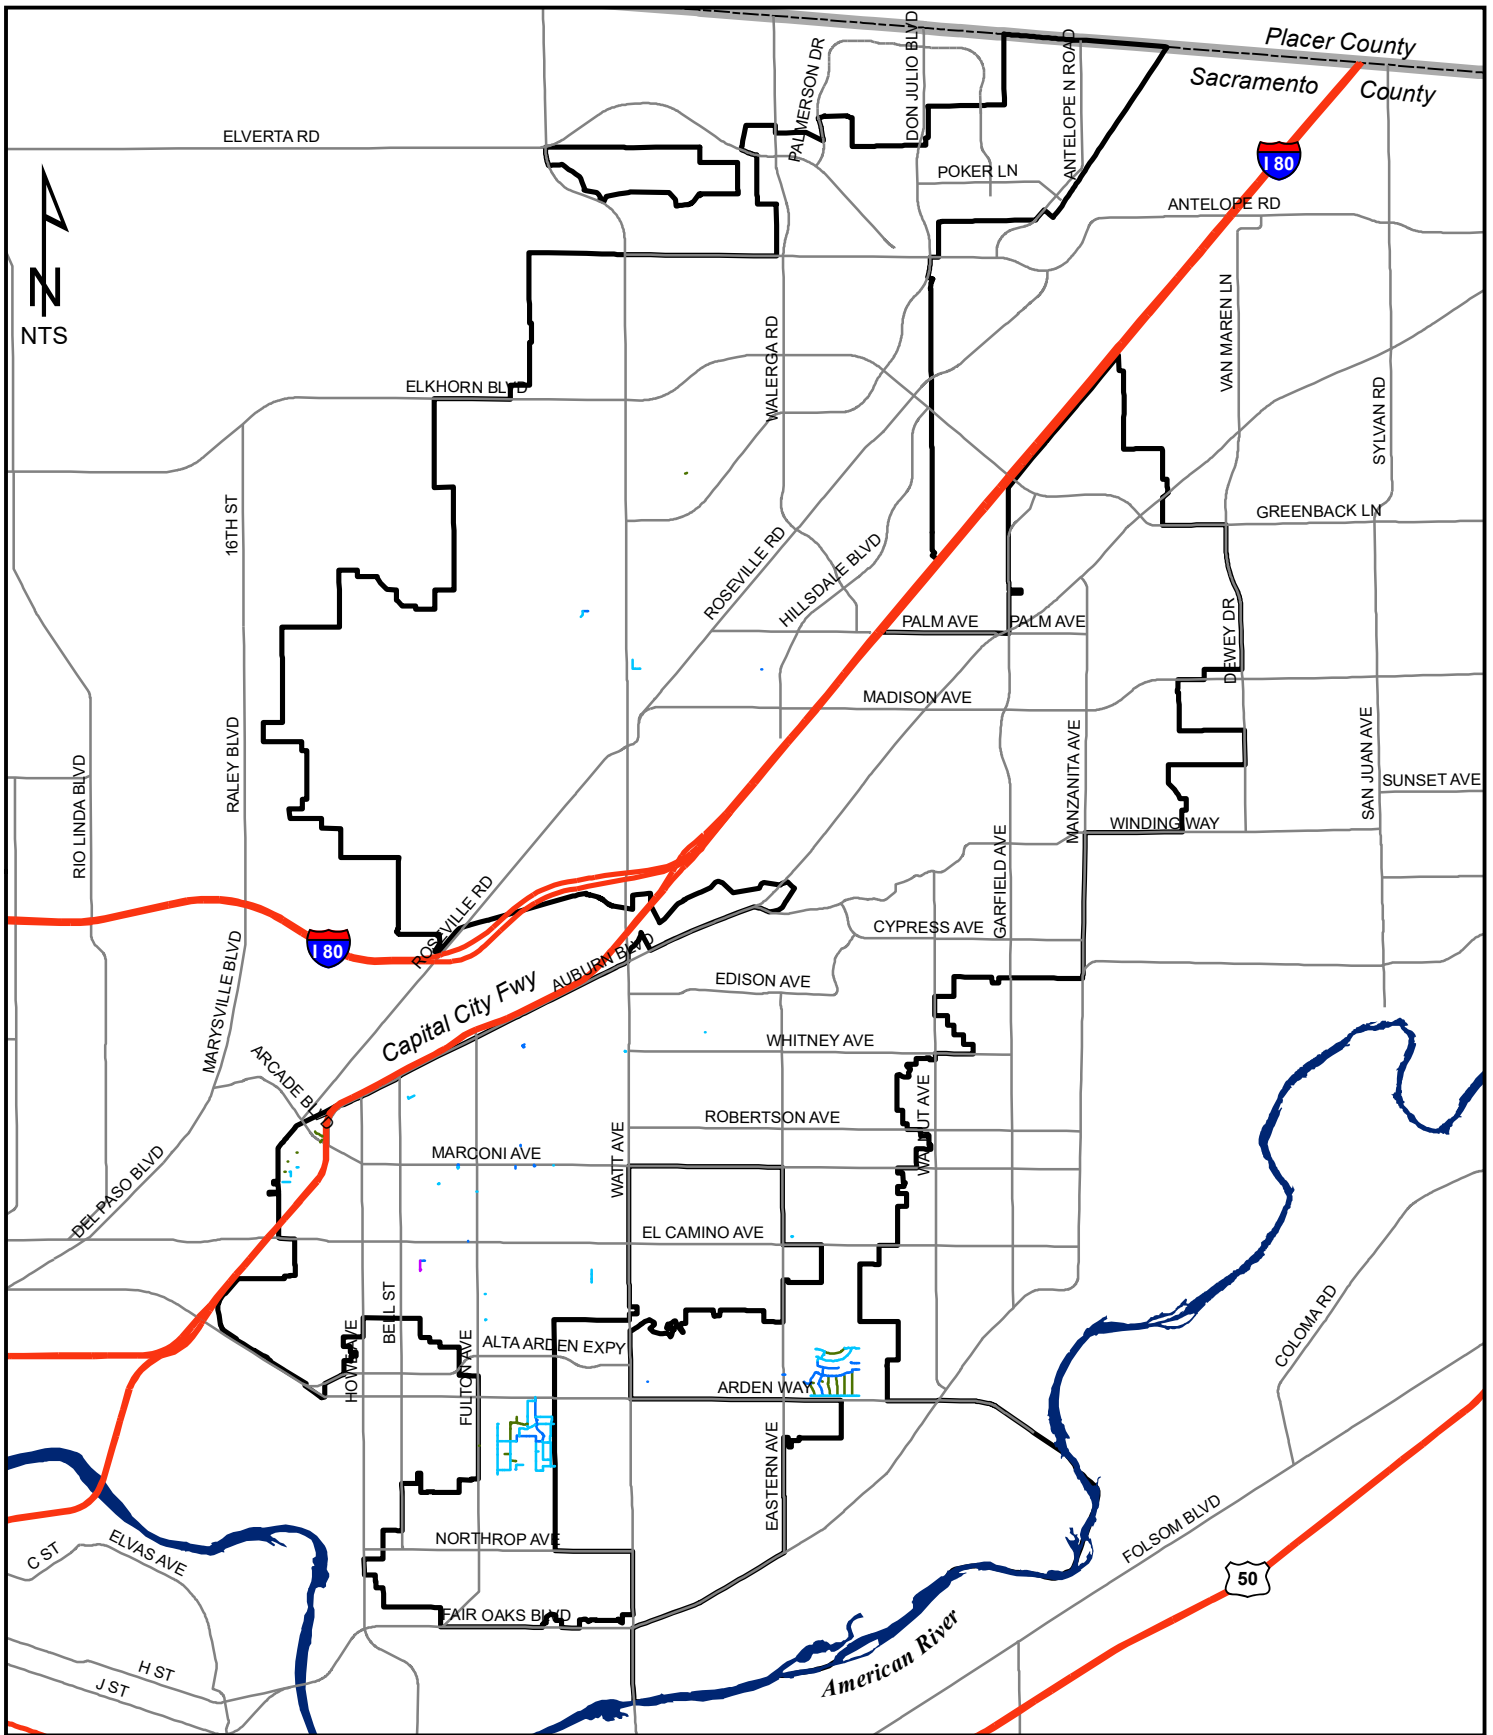 Placer County
Sacramento County
PALMERSON DR
DON JULIO BLVD
ANTELOPE N ROAD
ELVERTA RD
I 80
POKER LN
ANTELOPE RD
N
NTS
VAN MAREN LN
WALERGA RD
ELKHORN BLVD
SYLVAN RD
16TH ST
GREENBACK LN
ROSEVILLE RD
HILLSDALE BLVD
PALM AVE
PALM AVE
DEWEY DR
MADISON AVE
RALEY BLVD
MANZANITA AVE
SAN JUAN AVE
RIO LINDA BLVD
SUNSET AVE
WINDING WAY
GARFIELD AVE
ROSEVILLE RD
CYPRESS AVE
I 80
AUBURN BLVD
MARYSVILLE BLVD
Capital City Fwy
EDISON AVE
WHITNEY AVE
ARCADE BLVD
WALNUT AVE
ROBERTSON AVE
MARCONI AVE
WATT AVE
DEL PASO BLVD
EL CAMINO AVE
BELL ST
COLOMA RD
HOWE AVE
FULTON AVE
ALTA ARDEN EXPY
ARDEN WAY
EASTERN AVE
FOLSOM BLVD
NORTHROP AVE
C ST
ELVAS AVE
50
FAIR OAKS BLVD
American River
H ST
J ST